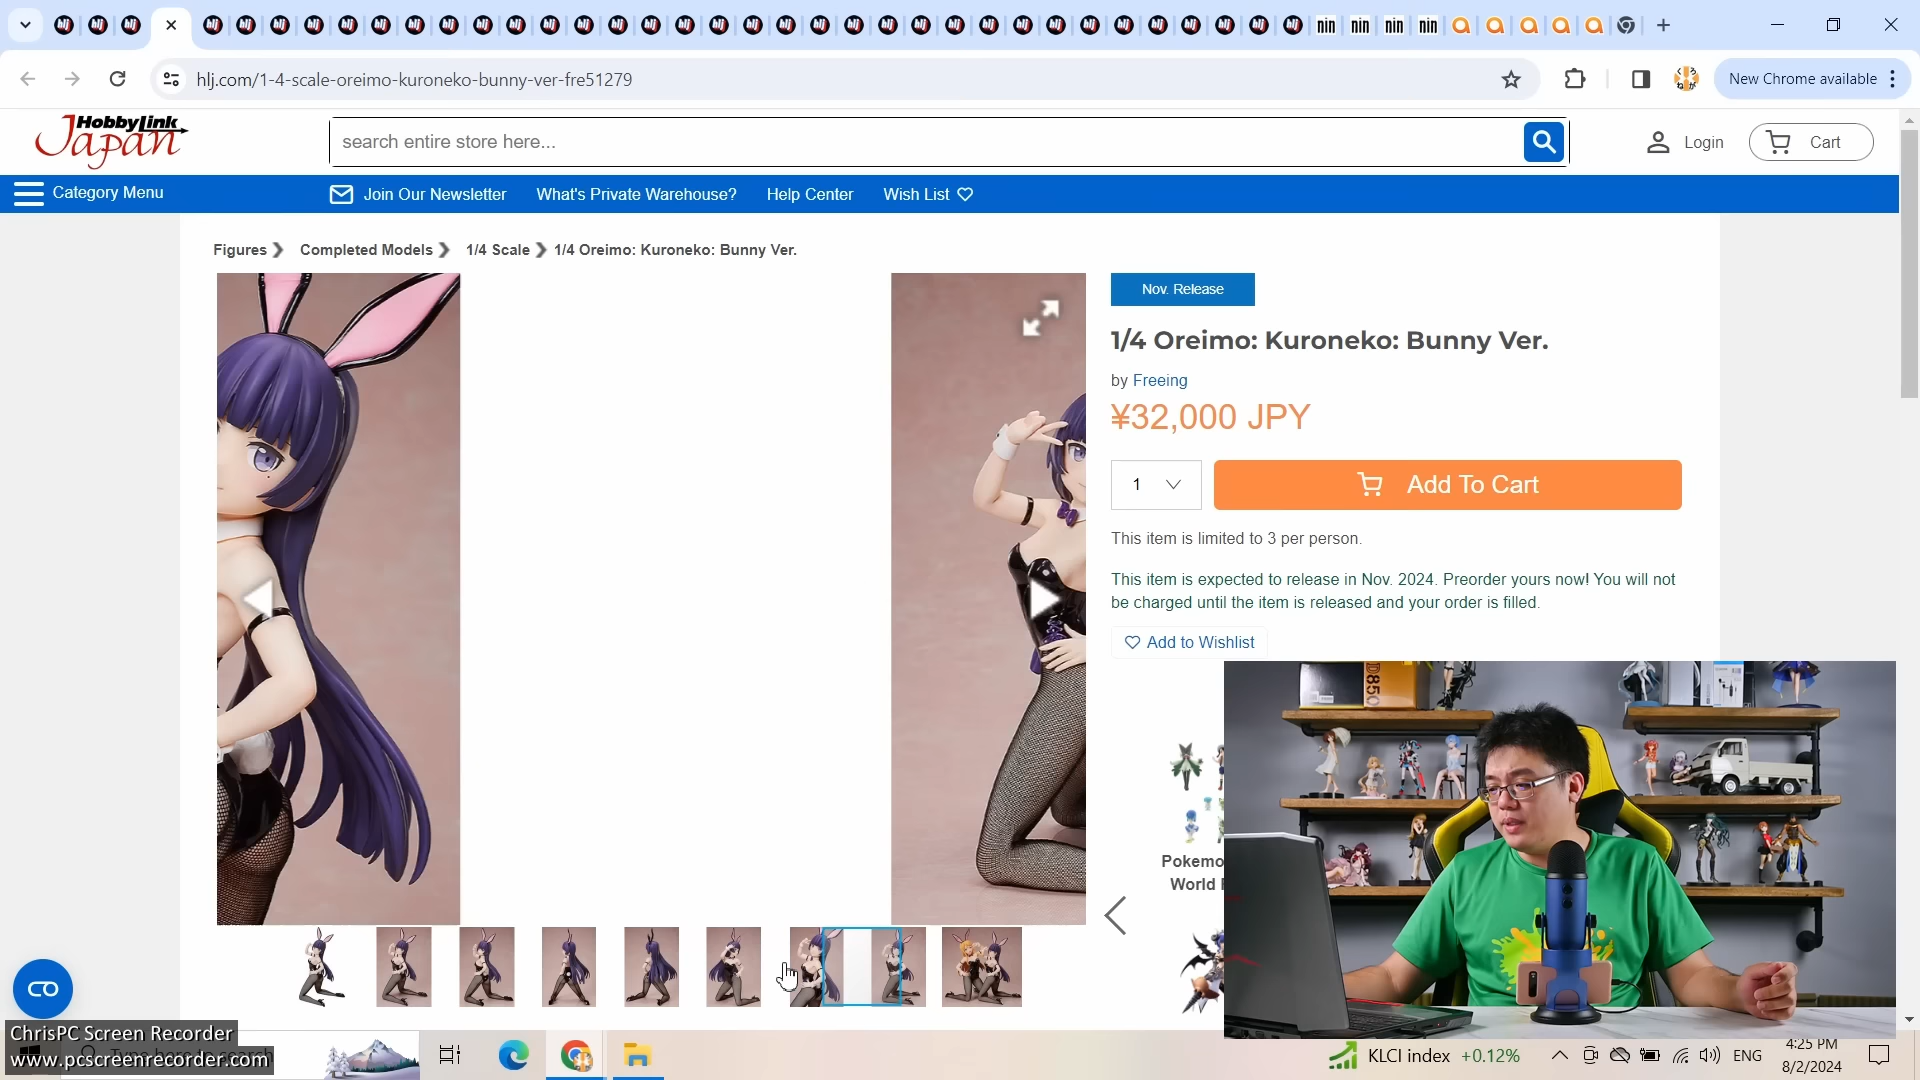 hlj.com/1-4-scale-oreimo-kuroneko-bunny-ver-fre51279
New Chrome available
HobbyLink
Japan
search entire store here...
Login
Cart
Category Menu
Join Our Newsletter
What's Private Warehouse?
Help Center
Wish List
Figures
Completed Models
1/4 Scale
1/4 Oreimo: Kuroneko: Bunny Ver.
Nov. Release
1/4 Oreimo: Kuroneko: Bunny Ver.
by Freeing
¥32,000 JPY
1
Add To Cart
This item is limited to 3 per person.
This item is expected to release in Nov. 2024. Preorder yours now! You will not
be charged until the item is released and your order is filled.
Add to Wishlist
D850
Pokemo
World
ChrisPC Screen Recorder
www.pcscreenrecorder.com
KLCI index +0.12%
ENG
4:25 PM
8/2/2024